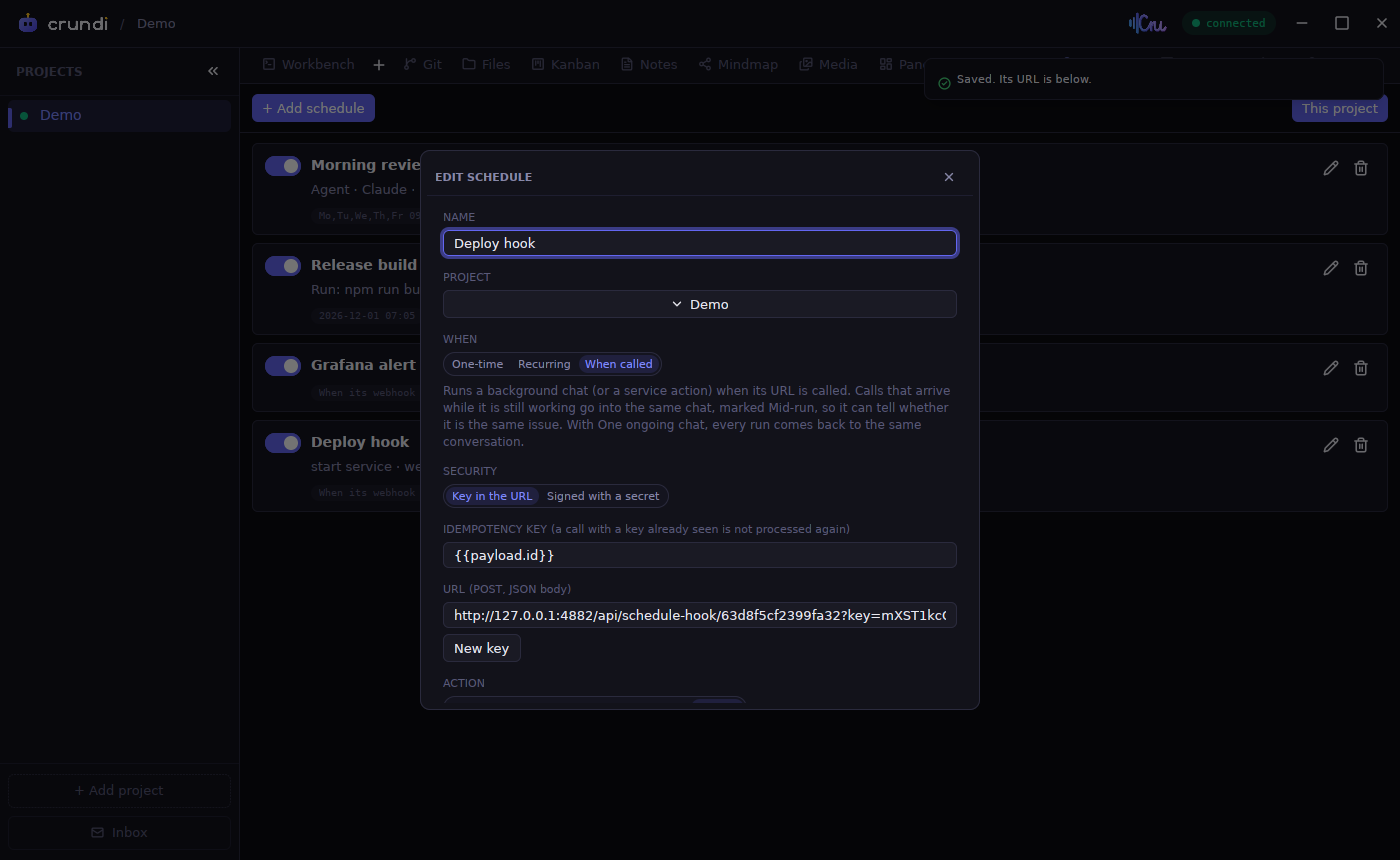 crundi / Demo
Cru
connected
PROJECTS
Workbench
Git
Files
Kanban
Notes
Mindmap
Media
Saved. Its URL is below.
Demo
+ Add schedule
This project
Morning
Agent · Claude ·
Mo,Tu,We,Th,Fr
Release build
Run: npm run
2026-12-01 07:05
Grafana alert
When its webhook
Deploy hook
start service ·
When its webhook
EDIT SCHEDULE
NAME
Deploy hook
PROJECT
Demo
WHEN
One-time Recurring When called
Runs a background chat (or a service action) when its URL is called. Calls that arrive
while it is still working go into the same chat, marked Mid-run, so it can tell whether
it is the same issue. With One ongoing chat, every run comes back to the same
conversation.
SECURITY
Key in the URL Signed with a secret
IDEMPOTENCY KEY (a call with a key already seen is not processed again)
{{payload.id}}
URL (POST, JSON body)
http://127.0.0.1:4882/api/schedule-hook/63d8f5cf2399fa32?key=mXST1kc
New key
ACTION
+ Add project
Inbox